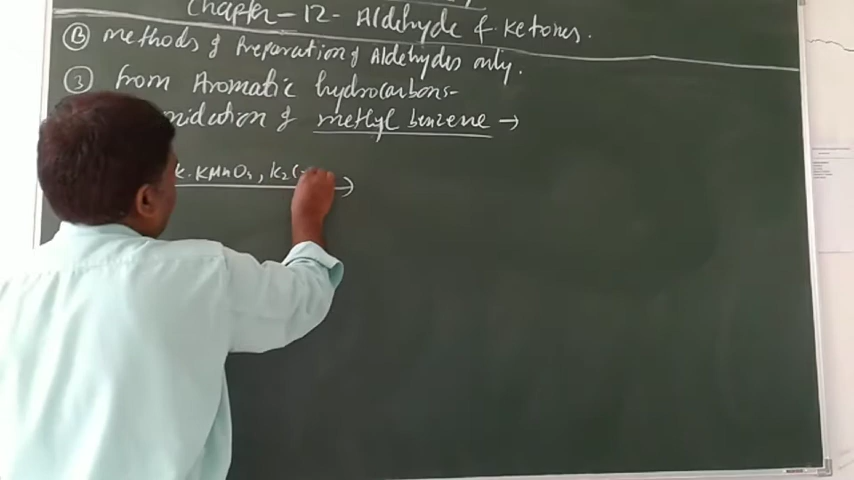 Chapter-12- Aldehyde & Ketones.
Ⓑ methods of Preparation of Aldehydes only.
③ from Aromatic hydrocarbons-
of methyl benzene →
KMnO4, K2